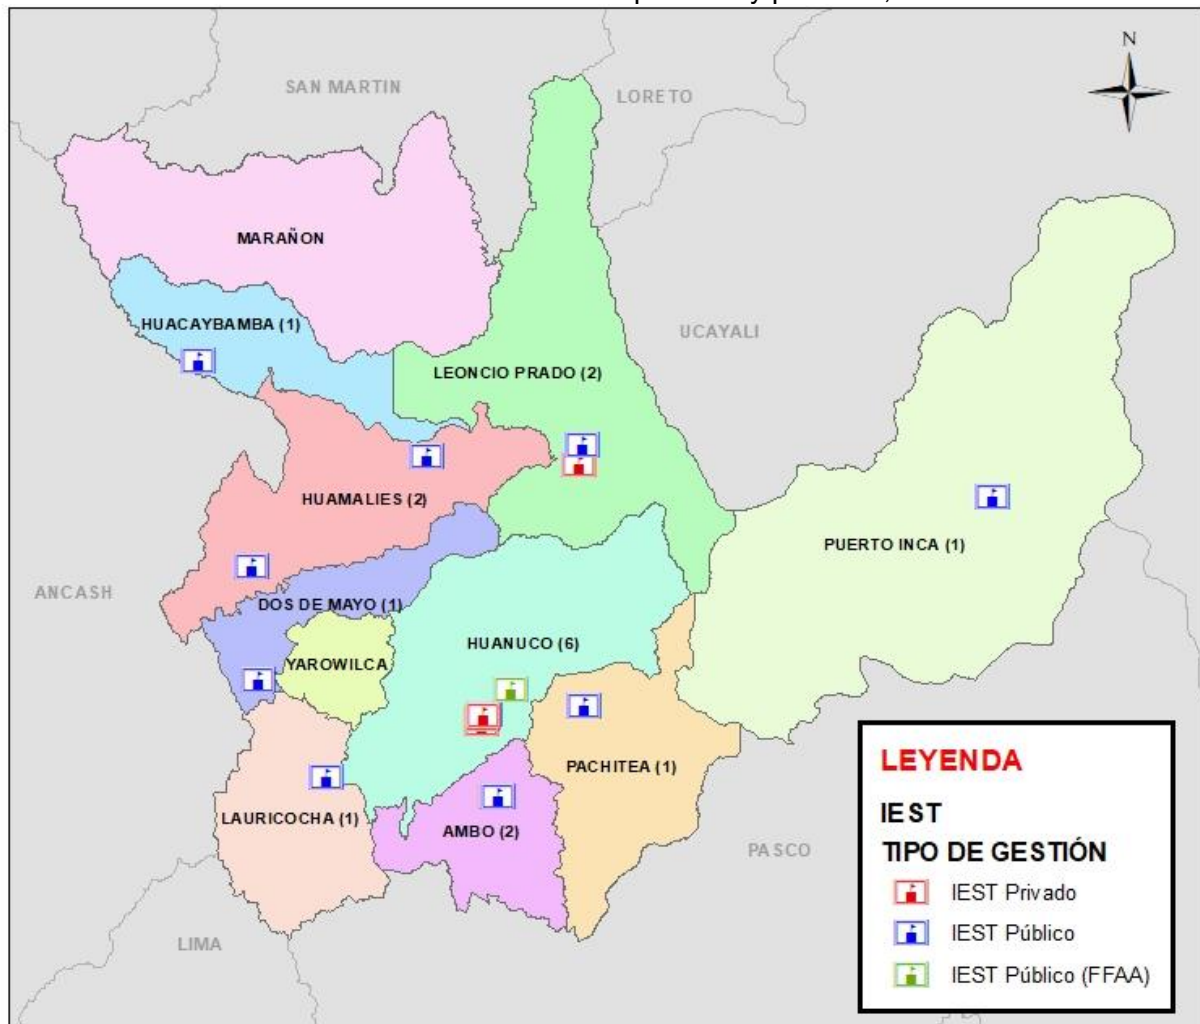 N
SAN MARTIN
LORETO
MARAÑON
HUACAYBAMBA (1)
UCAYALI
LEONCIO PRADO (2)
HUAMALIES (2)
PUERTO INCA (1)
ANCASH
DOS DE MAYO (1)
HUANUCO (6)
YAROWILCA
PACHITEA (1)
LAURICOCHA (1)
AMBO (2)
PASCO
LIMA
LEYENDA
IEST
TIPO DE GESTIÓN
IEST Privado
IEST Público
IEST Público (FFAA)